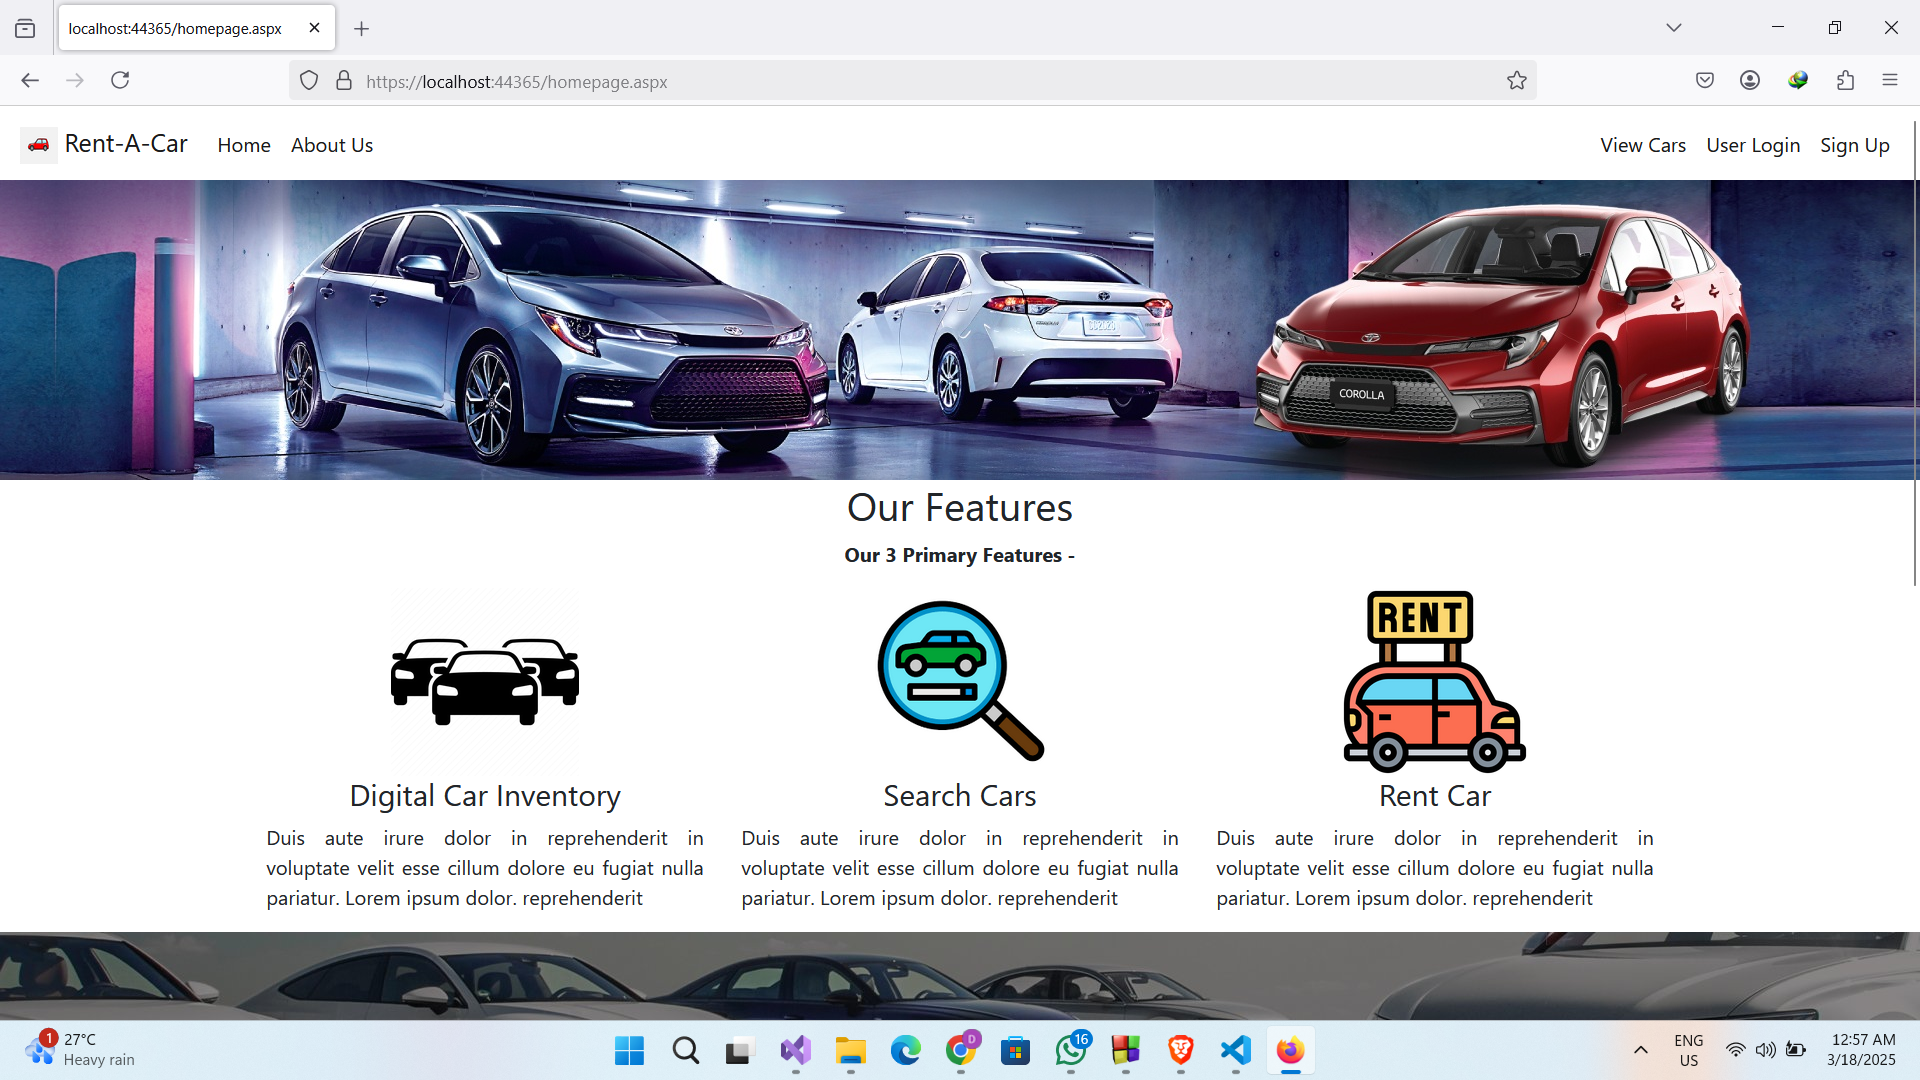 localhost:44365/homepage.aspx
https://localhost:44365/homepage.aspx
Rent-A-Car Home About Us View Cars User Login Sign Up
COROLLA
Our Features
Our 3 Primary Features -
RENT
Digital Car Inventory
Duis aute irure dolor in reprehenderit in
voluptate velit esse cillum dolore eu fugiat nulla
pariatur. Lorem ipsum dolor. reprehenderit
Search Cars
Duis aute irure dolor in reprehenderit in
voluptate velit esse cillum dolore eu fugiat nulla
pariatur. Lorem ipsum dolor. reprehenderit
Rent Car
Duis aute irure dolor in reprehenderit in
voluptate velit esse cillum dolore eu fugiat nulla
pariatur. Lorem ipsum dolor. reprehenderit
1
27°C
Heavy rain
D
16
ENG
US
12:57 AM
3/18/2025